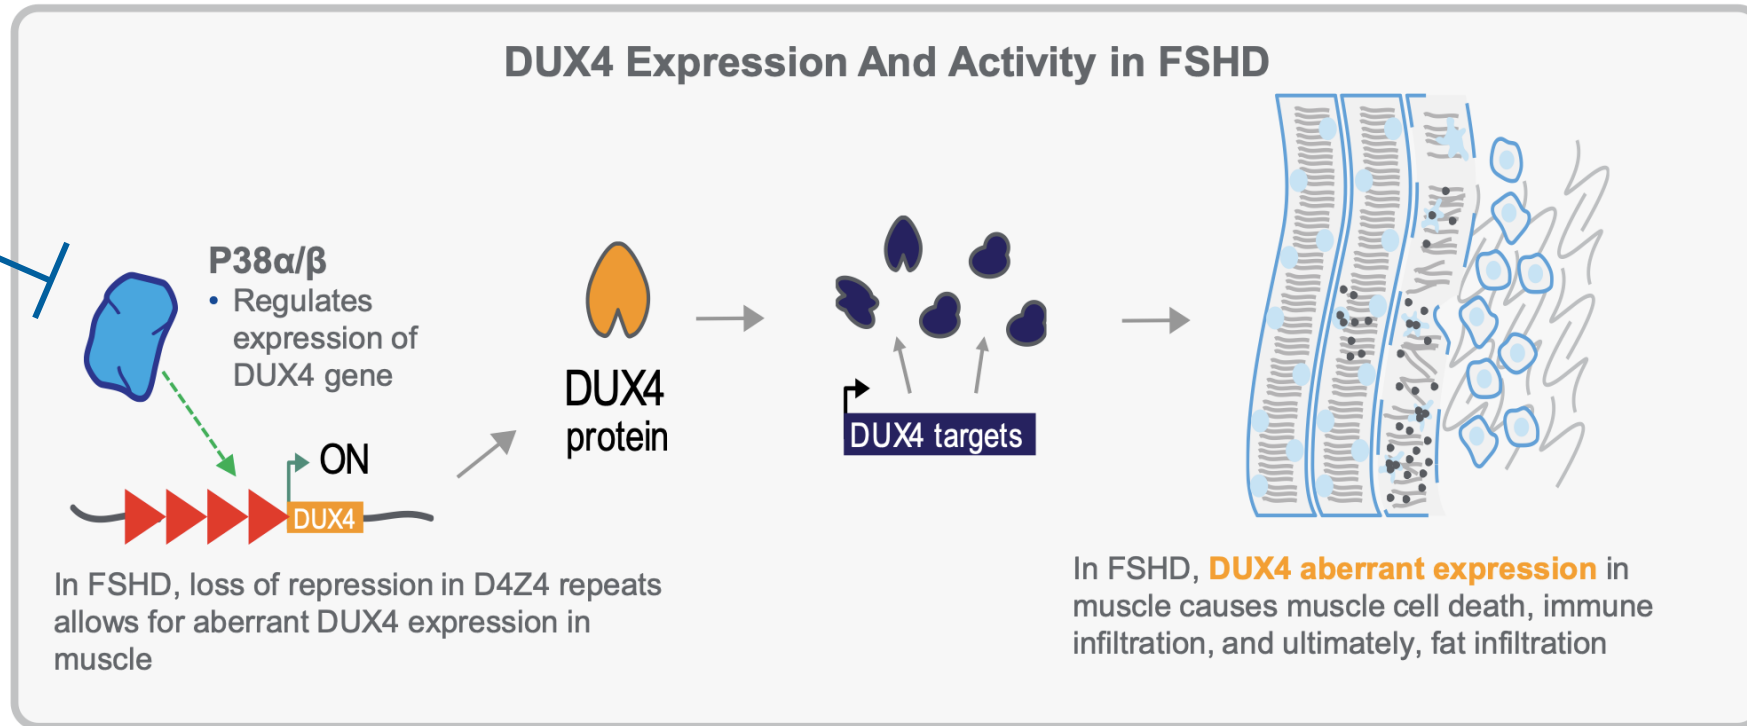 DUX4 Expression And Activity in FSHD
P38α/β
• Regulates
expression of
DUX4 gene
ON
DUX4
In FSHD, loss of repression in D4Z4 repeats
allows for aberrant DUX4 expression in
muscle
DUX4
protein
DUX4 targets
In FSHD, DUX4 aberrant expression in
muscle causes muscle cell death, immune
infiltration, and ultimately, fat infiltration